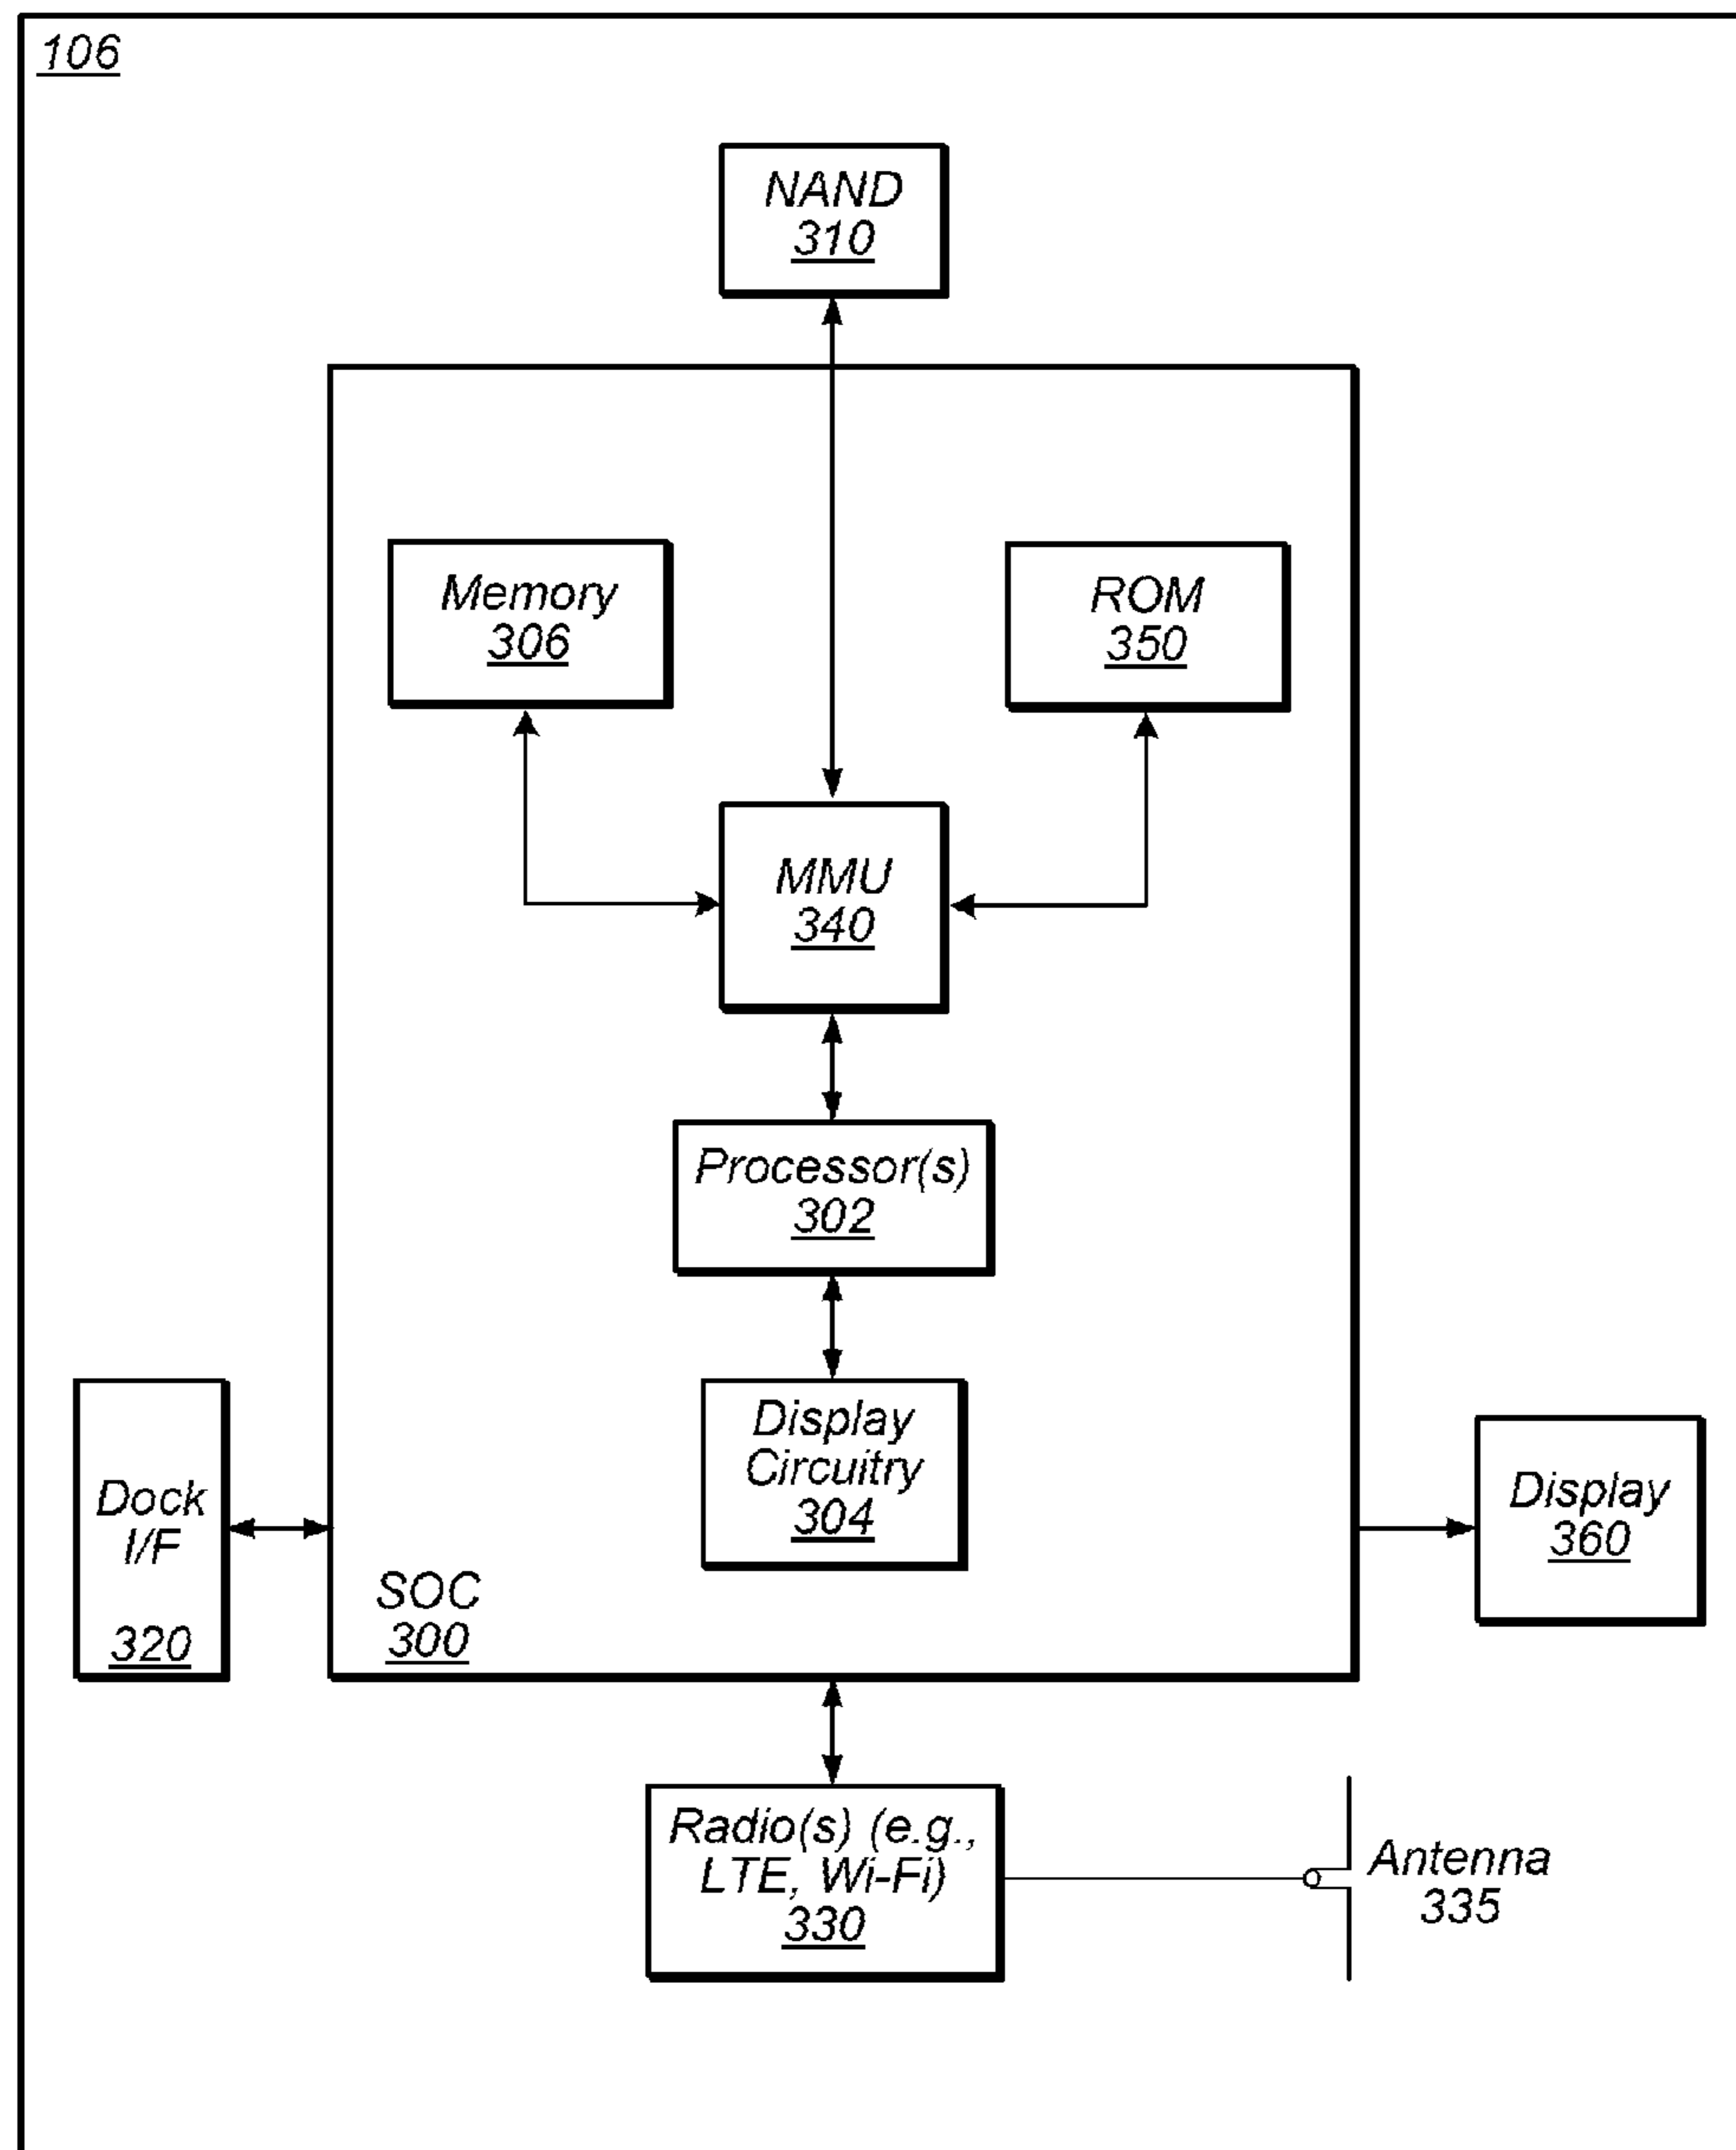 106
NAND
310
Memory
306
ROM
350
MMU
340
Processor(s)
302
Display
Circuitry
304
Dock
I/F
320
SOC
300
Display
360
Radio(s) (e.g.,
LTE, Wi-Fi)
330
Antenna
335